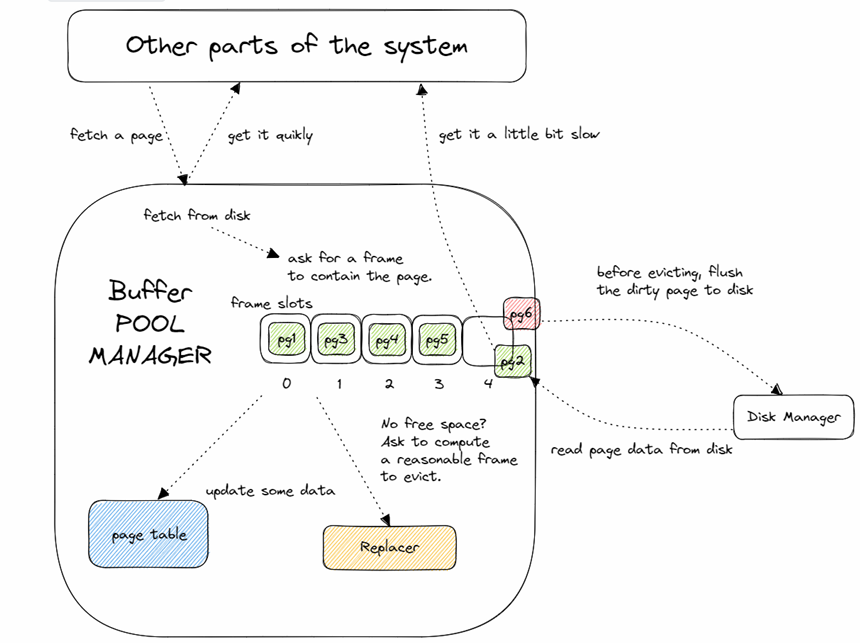 Other parts of the system
fetch a page
get it quikly
get it a little bit slow
fetch from disk
ask for a frame
to contain the page.
before evicting, flush
the dirty page to disk
Buffer
POOL
MANAGER
frame slots
pg6
pg1
pg3
pg4
pg5
pg2
0
1
2
3
4
Disk Manager
No free space?
Ask to compute
a reasonable frame
to evict.
read page data from disk
update some data
page table
Replacer